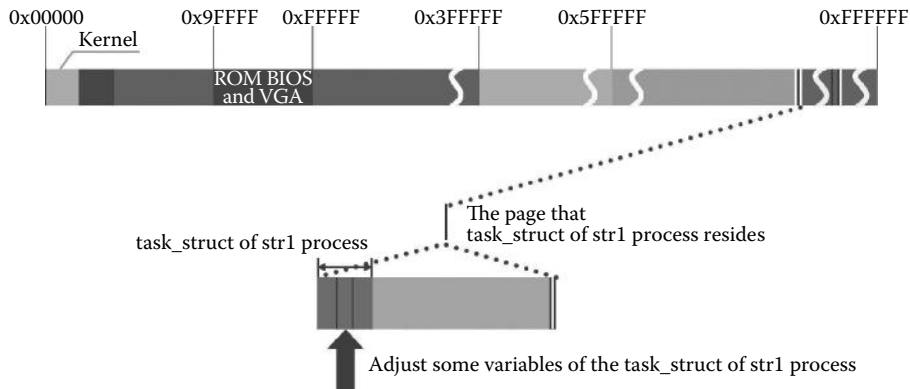 0x00000 0x9FFFF 0xFFFFF 0x3FFFFF 0x5FFFFF 0xFFFFFF
Kernel
ROM BIOS
and VGA
The page that
task_struct of str1 process resides
task_struct of str1 process
Adjust some variables of the task_struct of str1 process